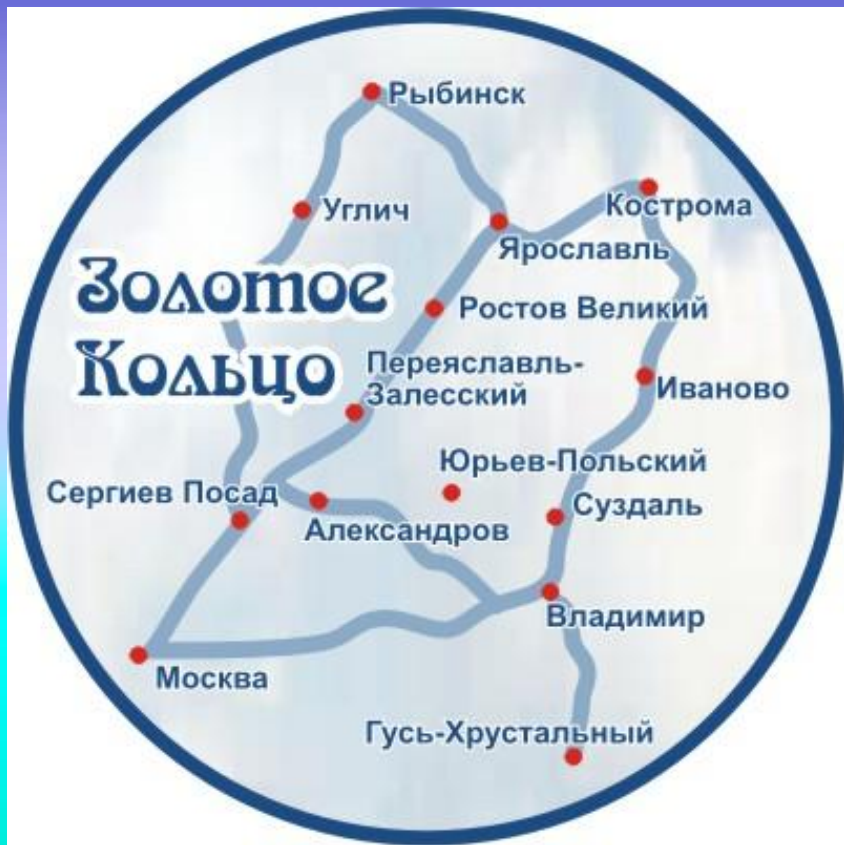 Рыбинск
Углич
Кострома
Ярославль
Золотое
Кольцо
Ростов Великий
Переяславль-
Залесский
Иваново
Юрьев-Польский
Сергиев Посад
Суздаль
Александров
Владимир
Москва
Гусь-Хрустальный